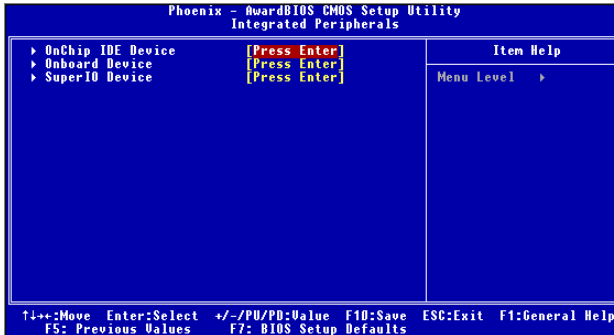 Phoenix - AwardBIOS CMOS Setup Utility
Integrated Peripherals
▸ OnChip IDE Device [Press Enter]
▸ Onboard Device [Press Enter]
▸ SuperIO Device [Press Enter]
Item Help
Menu Level ▸
↑↓→←:Move Enter:Select +/-/PU/PD:Value F10:Save ESC:Exit F1:General Help
F5: Previous Values F7: BIOS Setup Defaults